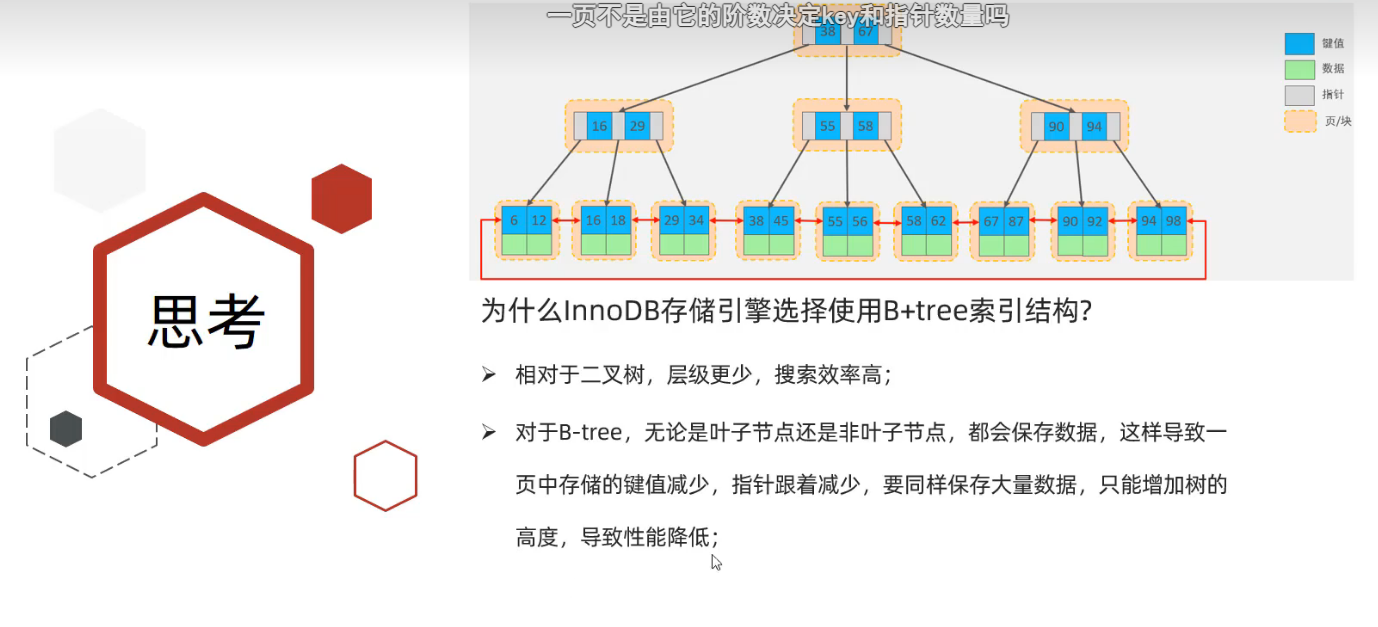 一页不是由它的阶数决定key和指针数量吗
38 67
键值
数据
指针
页/块
16 29
55 58
90 94
6 12
16 18
29 34
38 45
55 56
58 62
67 87
90 92
94 98
思考
为什么InnoDB存储引擎选择使用B+tree索引结构?
➢ 相对于二叉树，层级更少，搜索效率高；
➢ 对于B-tree，无论是叶子节点还是非叶子节点，都会保存数据，这样导致一
页中存储的键值减少，指针跟着减少，要同样保存大量数据，只能增加树的
高度，导致性能降低；